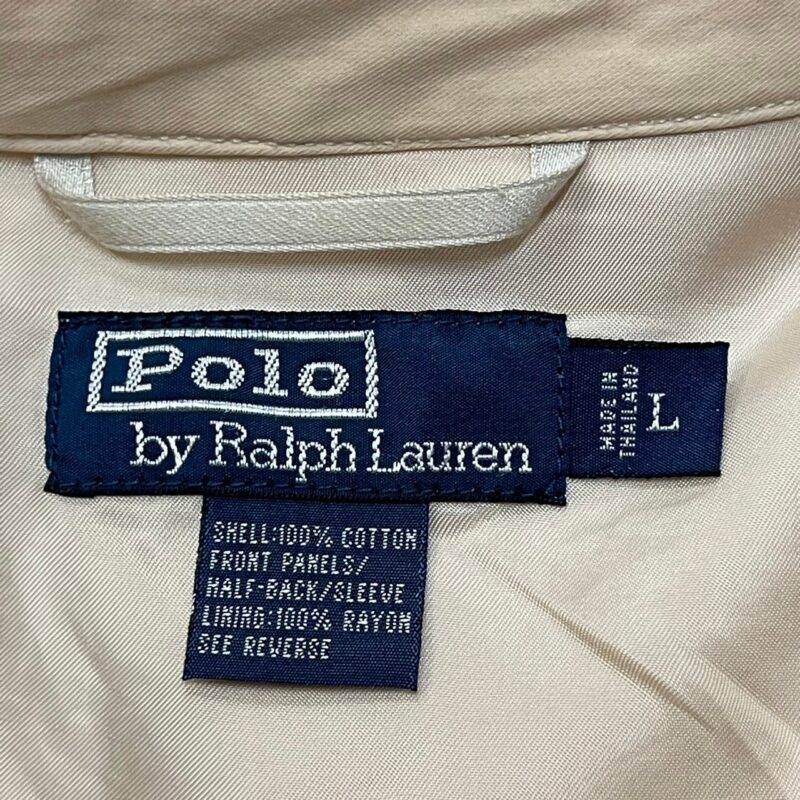 Polo
by Ralph Lauren
MADE IN
THAILAND
L
SHELL:100% COTTON
FRONT PANELS/
HALF-BACK/SLEEVE
LINING:100% RAYON
SEE REVERSE